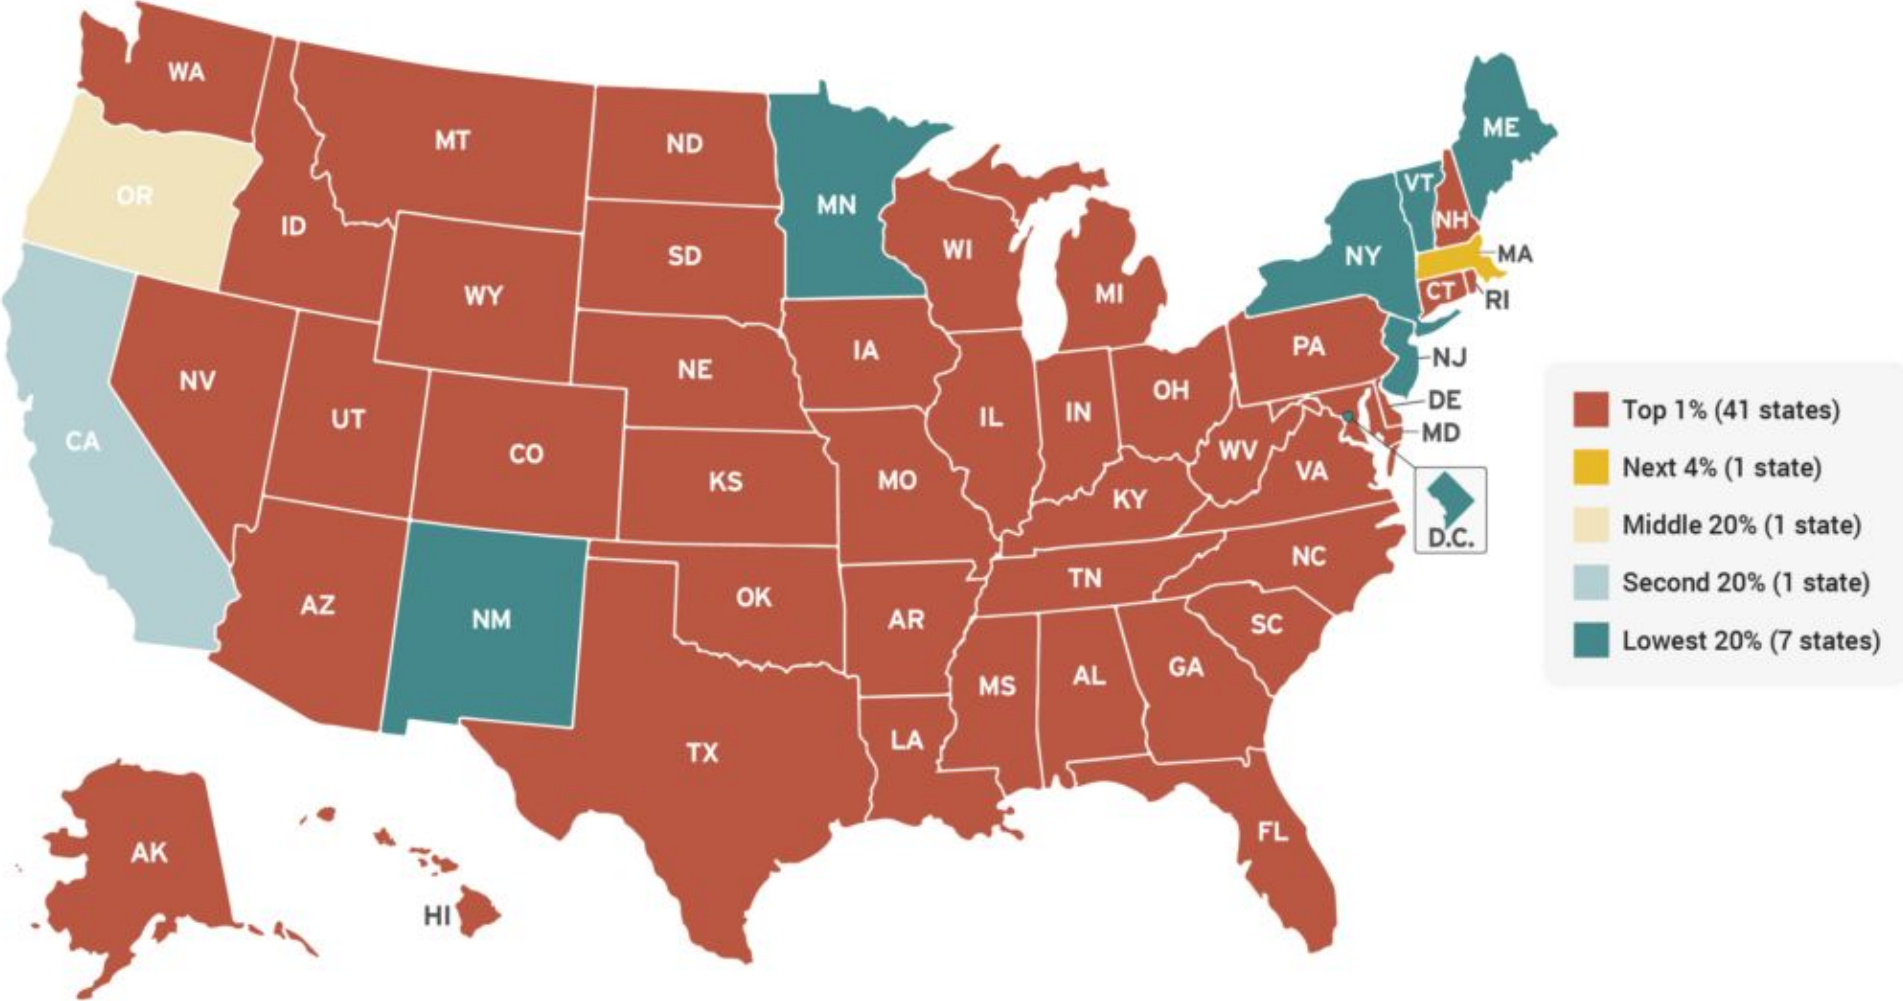 WA
MT
ND
MN
ME
VT
NH
OR
ID
SD
WI
MI
NY
MA
CT
RI
WY
IA
NE
PA
NJ
NV
UT
CO
IL
IN
OH
DE
MD
CA
KS
MO
WV
VA
KY
D.C.
AZ
NM
OK
AR
TN
NC
SC
MS
AL
GA
TX
LA
FL
AK
HI
Top 1% (41 states)
Next 4% (1 state)
Middle 20% (1 state)
Second 20% (1 state)
Lowest 20% (7 states)